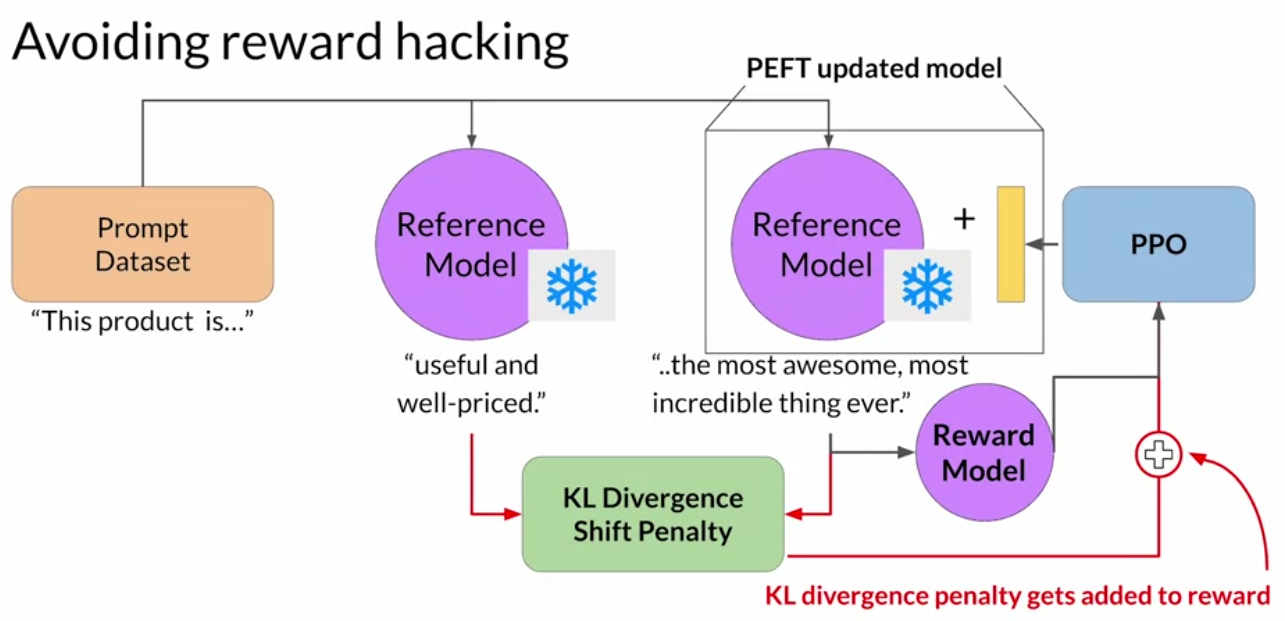 Avoiding reward hacking
PEFT updated model
Prompt
Dataset
“This product is...”
Reference
Model
“useful and
well-priced.”
Reference
Model
+
“..the most awesome, most
incredible thing ever.”
PPO
Reward
Model
KL Divergence
Shift Penalty
KL divergence penalty gets added to reward